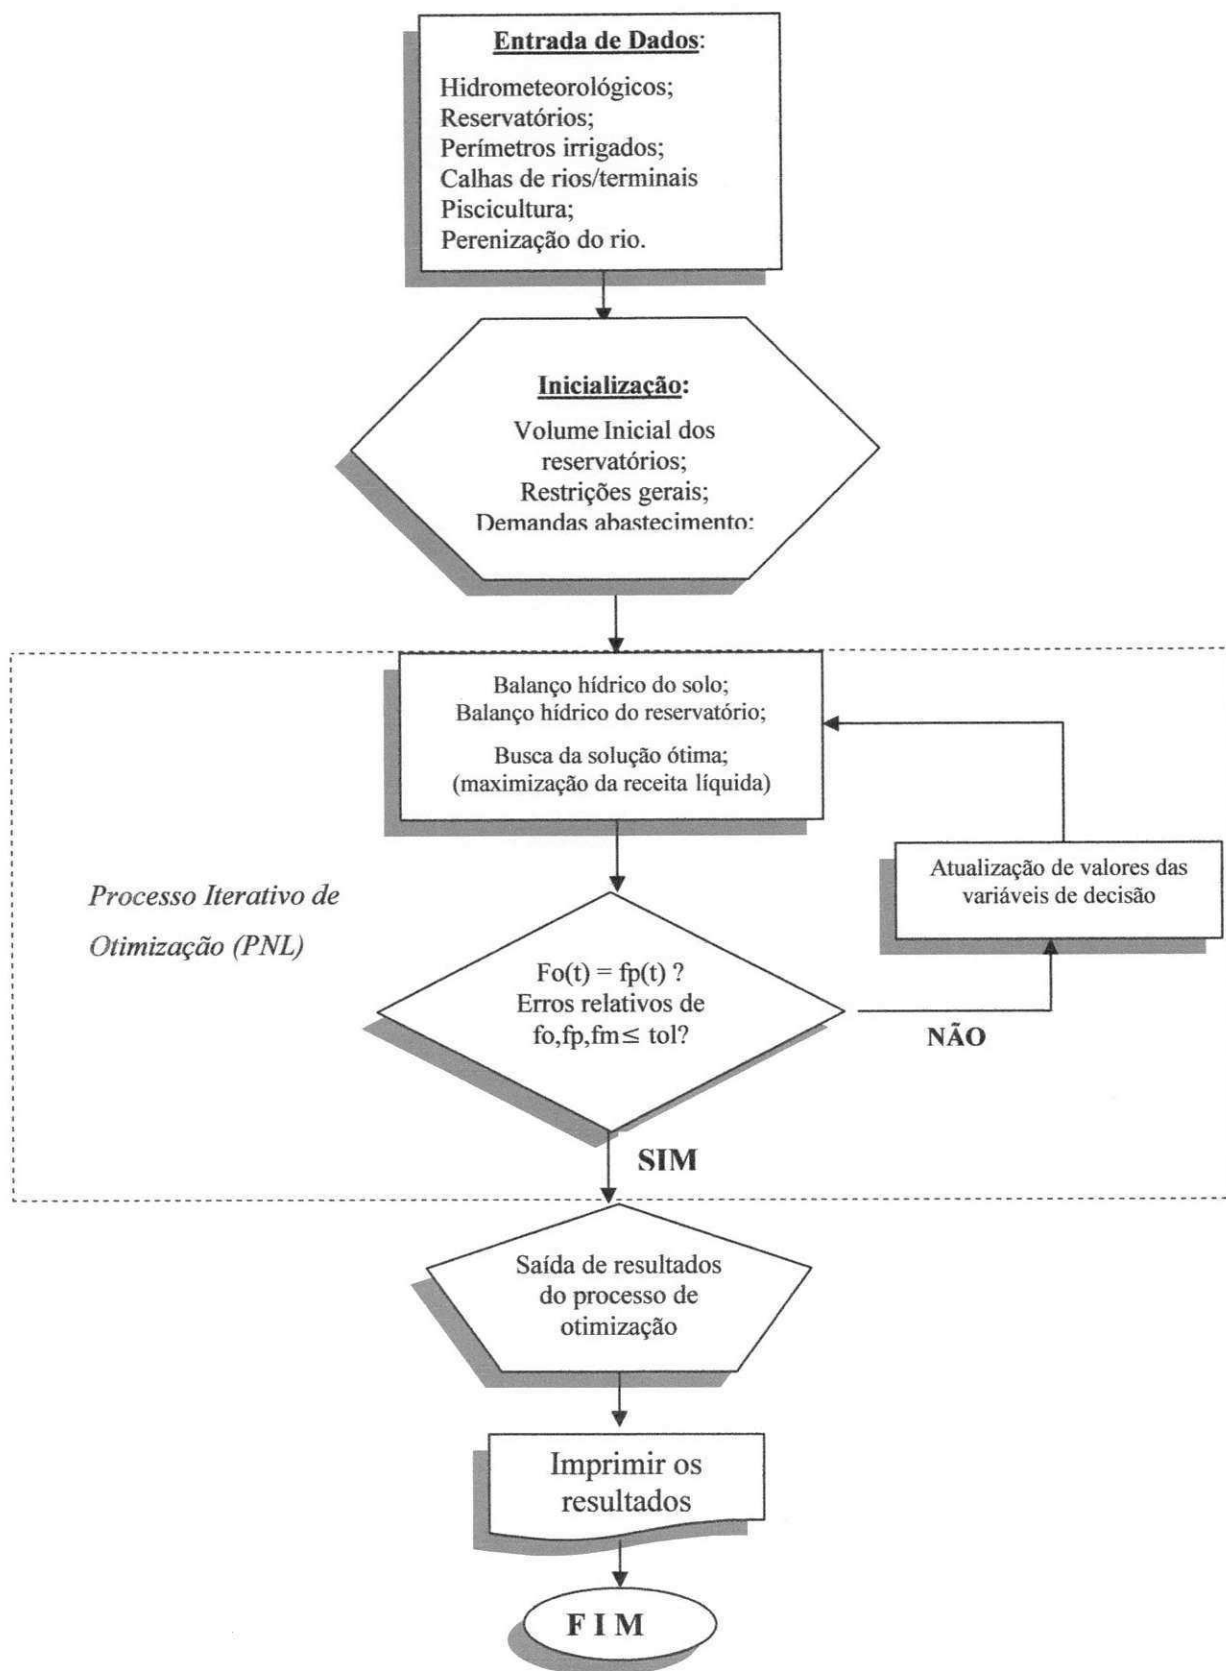 Entrada de Dados:
Hidrometeorológicos;
Reservatórios;
Perímetros irrigados;
Calhas de rios/terminais
Piscicultura;
Perenização do rio.
Inicialização:
Volume Inicial dos
reservatórios;
Restrições gerais;
Demandas abastecimento;
Balanço hídrico do solo;
Balanço hídrico do reservatório;
Busca da solução ótima;
(maximização da receita líquida)
Atualização de valores das
variáveis de decisão
Processo Iterativo de
Otimização (PNL)
Fo(t) = fp(t) ?
Erros relativos de
fo,fp,fm≤ tol?
NÃO
SIM
Saída de resultados
do processo de
otimização
Imprimir os
resultados
F I M